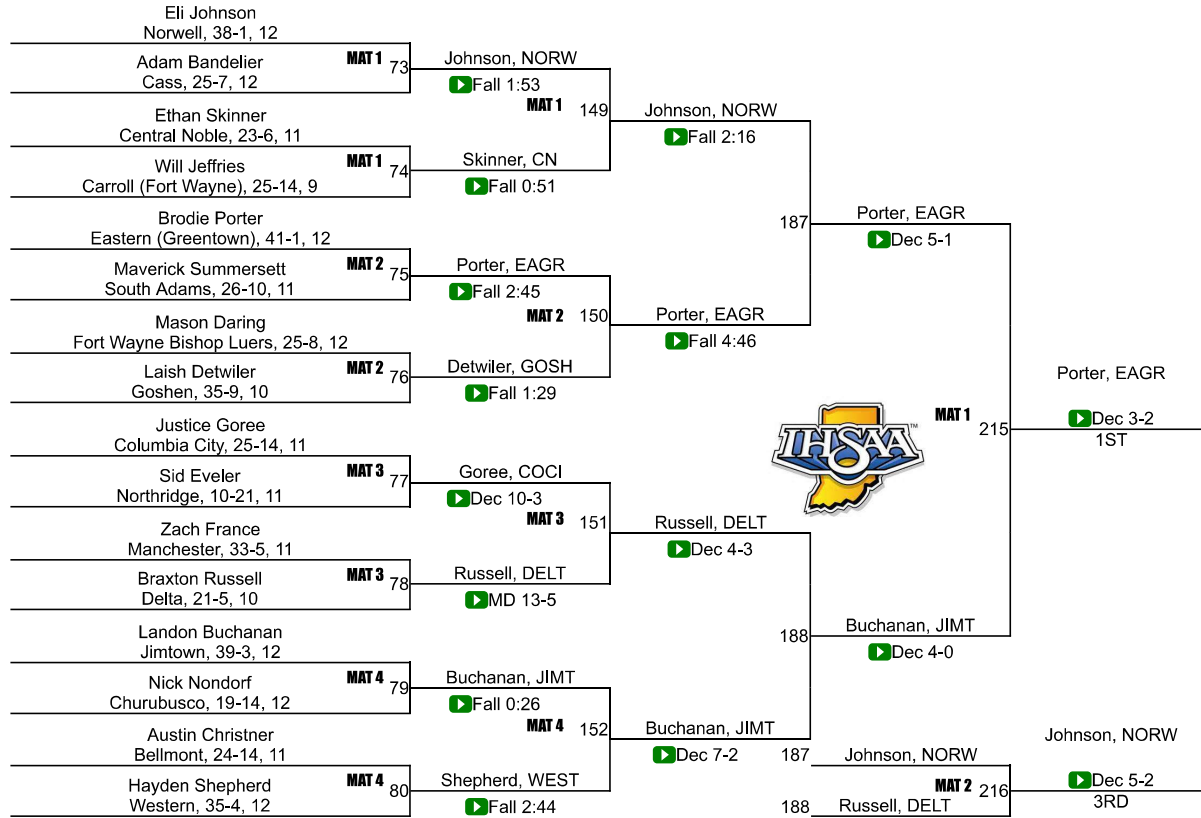 Eli Johnson
Norwell, 38-1, 12
MAT 1 73
Adam Bandelier
Cass, 25-7, 12
Ethan Skinner
Central Noble, 23-6, 11
MAT 1 74
Will Jeffries
Carroll (Fort Wayne), 25-14, 9
Brodie Porter
Eastern (Greentown), 41-1, 12
MAT 2 75
Maverick Summersett
South Adams, 26-10, 11
Mason Daring
Fort Wayne Bishop Luers, 25-8, 12
MAT 2 76
Laish Detwiler
Goshen, 35-9, 10
Justice Goree
Columbia City, 25-14, 11
MAT 3 77
Sid Eveler
Northridge, 10-21, 11
Zach France
Manchester, 33-5, 11
MAT 3 78
Braxton Russell
Delta, 21-5, 10
Landon Buchanan
Jimtown, 39-3, 12
MAT 4 79
Nick Nondorf
Churubusco, 19-14, 12
Austin Christner
Bellmont, 24-14, 11
MAT 4 80
Hayden Shepherd
Western, 35-4, 12
Johnson, NORW
Fall 1:53
MAT 1 149
Skinner, CN
Fall 0:51
Porter, EAGR
Fall 2:45
MAT 2 150
Detwiler, GOSH
Fall 1:29
Goree, COCI
Dec 10-3
MAT 3 151
Russell, DELT
MD 13-5
Buchanan, JIMT
Fall 0:26
MAT 4 152
Shepherd, WEST
Fall 2:44
Johnson, NORW
Fall 2:16
187
Porter, EAGR
Fall 4:46
Russell, DELT
Dec 4-3
188
Buchanan, JIMT
Dec 7-2
Porter, EAGR
Dec 5-1
IHSAA™
MAT 1 215
Buchanan, JIMT
Dec 4-0
Porter, EAGR
Dec 3-2
1ST
187 Johnson, NORW
MAT 2 216
188 Russell, DELT
Johnson, NORW
Dec 5-2
3RD